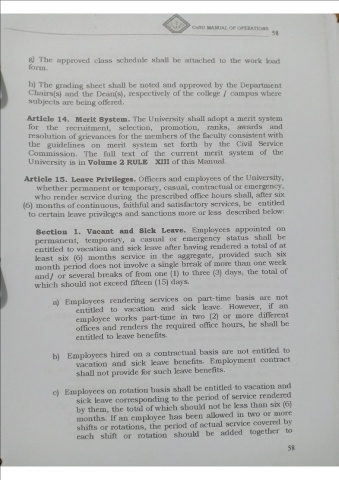 CvSU MANUAL OF OPERATIONS
58
g) The approved class schedule shall be attached to the work load
form.
h) The grading sheet shall be noted and approved by the Department
Chairs(s) and the Dean(s), respectively of the college / campus where
subjects are being offered.
Article 14. Merit System. The University shall adopt a merit system
for the recruitment, selection, promotion, ranks, awards and
resolution of grievances for the members of the faculty consistent with
the guidelines on merit system set forth by the Civil Service
Commission. The full text of the current merit system of the
University is in Volume 2 RULE XIII of this Manual.
Article 15. Leave Privileges. Officers and employees of the University,
whether permanent or temporary, casual, contractual or emergency,
who render service during the prescribed office hours shall, after six
(6) months of continuous, faithful and satisfactory services, be entitled
to certain leave privileges and sanctions more or less described below:
Section 1. Vacant and Sick Leave. Employees appointed on
permanent, temporary, a casual or emergency status shall be
entitled to vacation and sick leave after having rendered a total of at
least six (6) months service in the aggregate, provided such six
month period does not involve a single break of more than one week
and/ or several breaks of from one (1) to three (3) days, the total of
which should not exceed fifteen (15) days.
a) Employees rendering services on part-time basis are not
entitled to vacation and sick leave. However, if an
employee works part-time in two (2) or more different
offices and renders the required office hours, he shall be
entitled to leave benefits.
b) Employees hired on a contractual basis are not entitled to
vacation and sick leave benefits. Employment contract
shall not provide for such leave benefits.
c) Employees on rotation basis shall be entitled to vacation and
sick leave corresponding to the period of service rendered
by them, the total of which should not be less than six (6)
months. If an employee has been allowed in two or more
shifts or rotations, the period of actual service covered by
each shift or rotation should be added together to
58